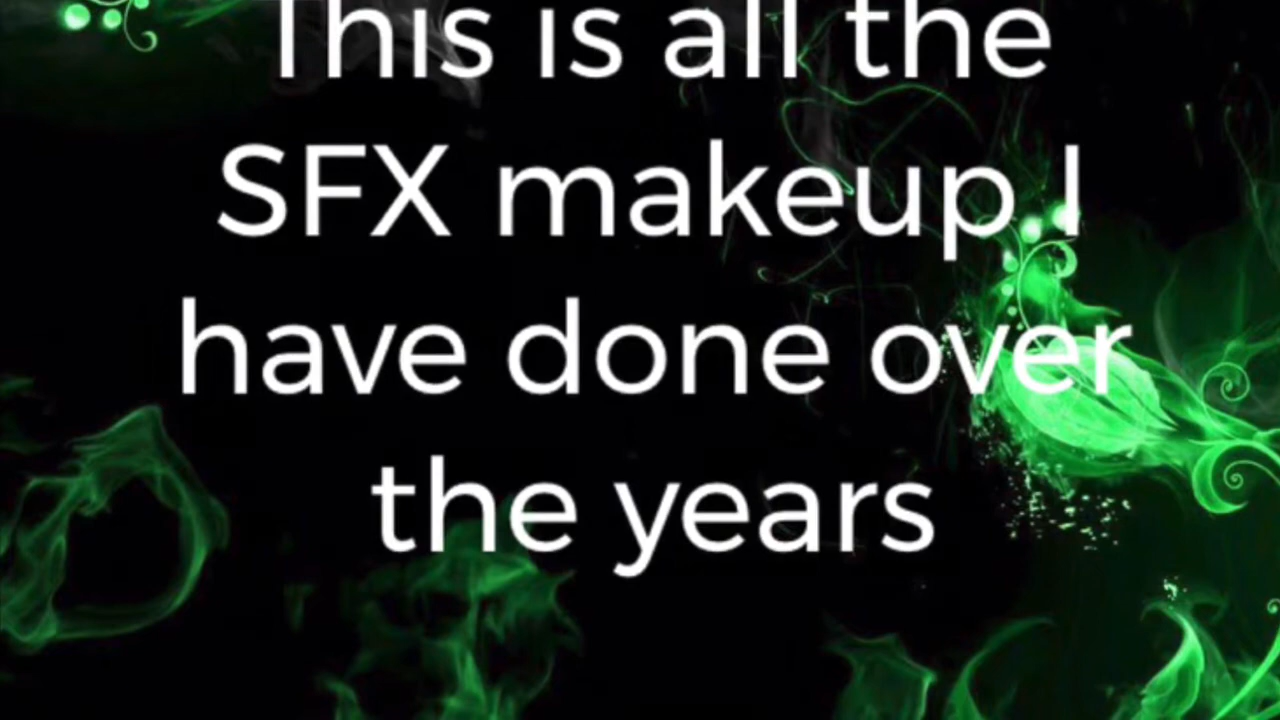 This is all the
SFX makeup I
have done over
the years